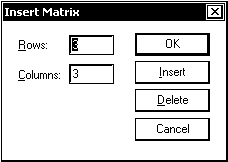 Insert Matrix
Rows: 3
OK
Columns: 3
Insert
Delete
Cancel